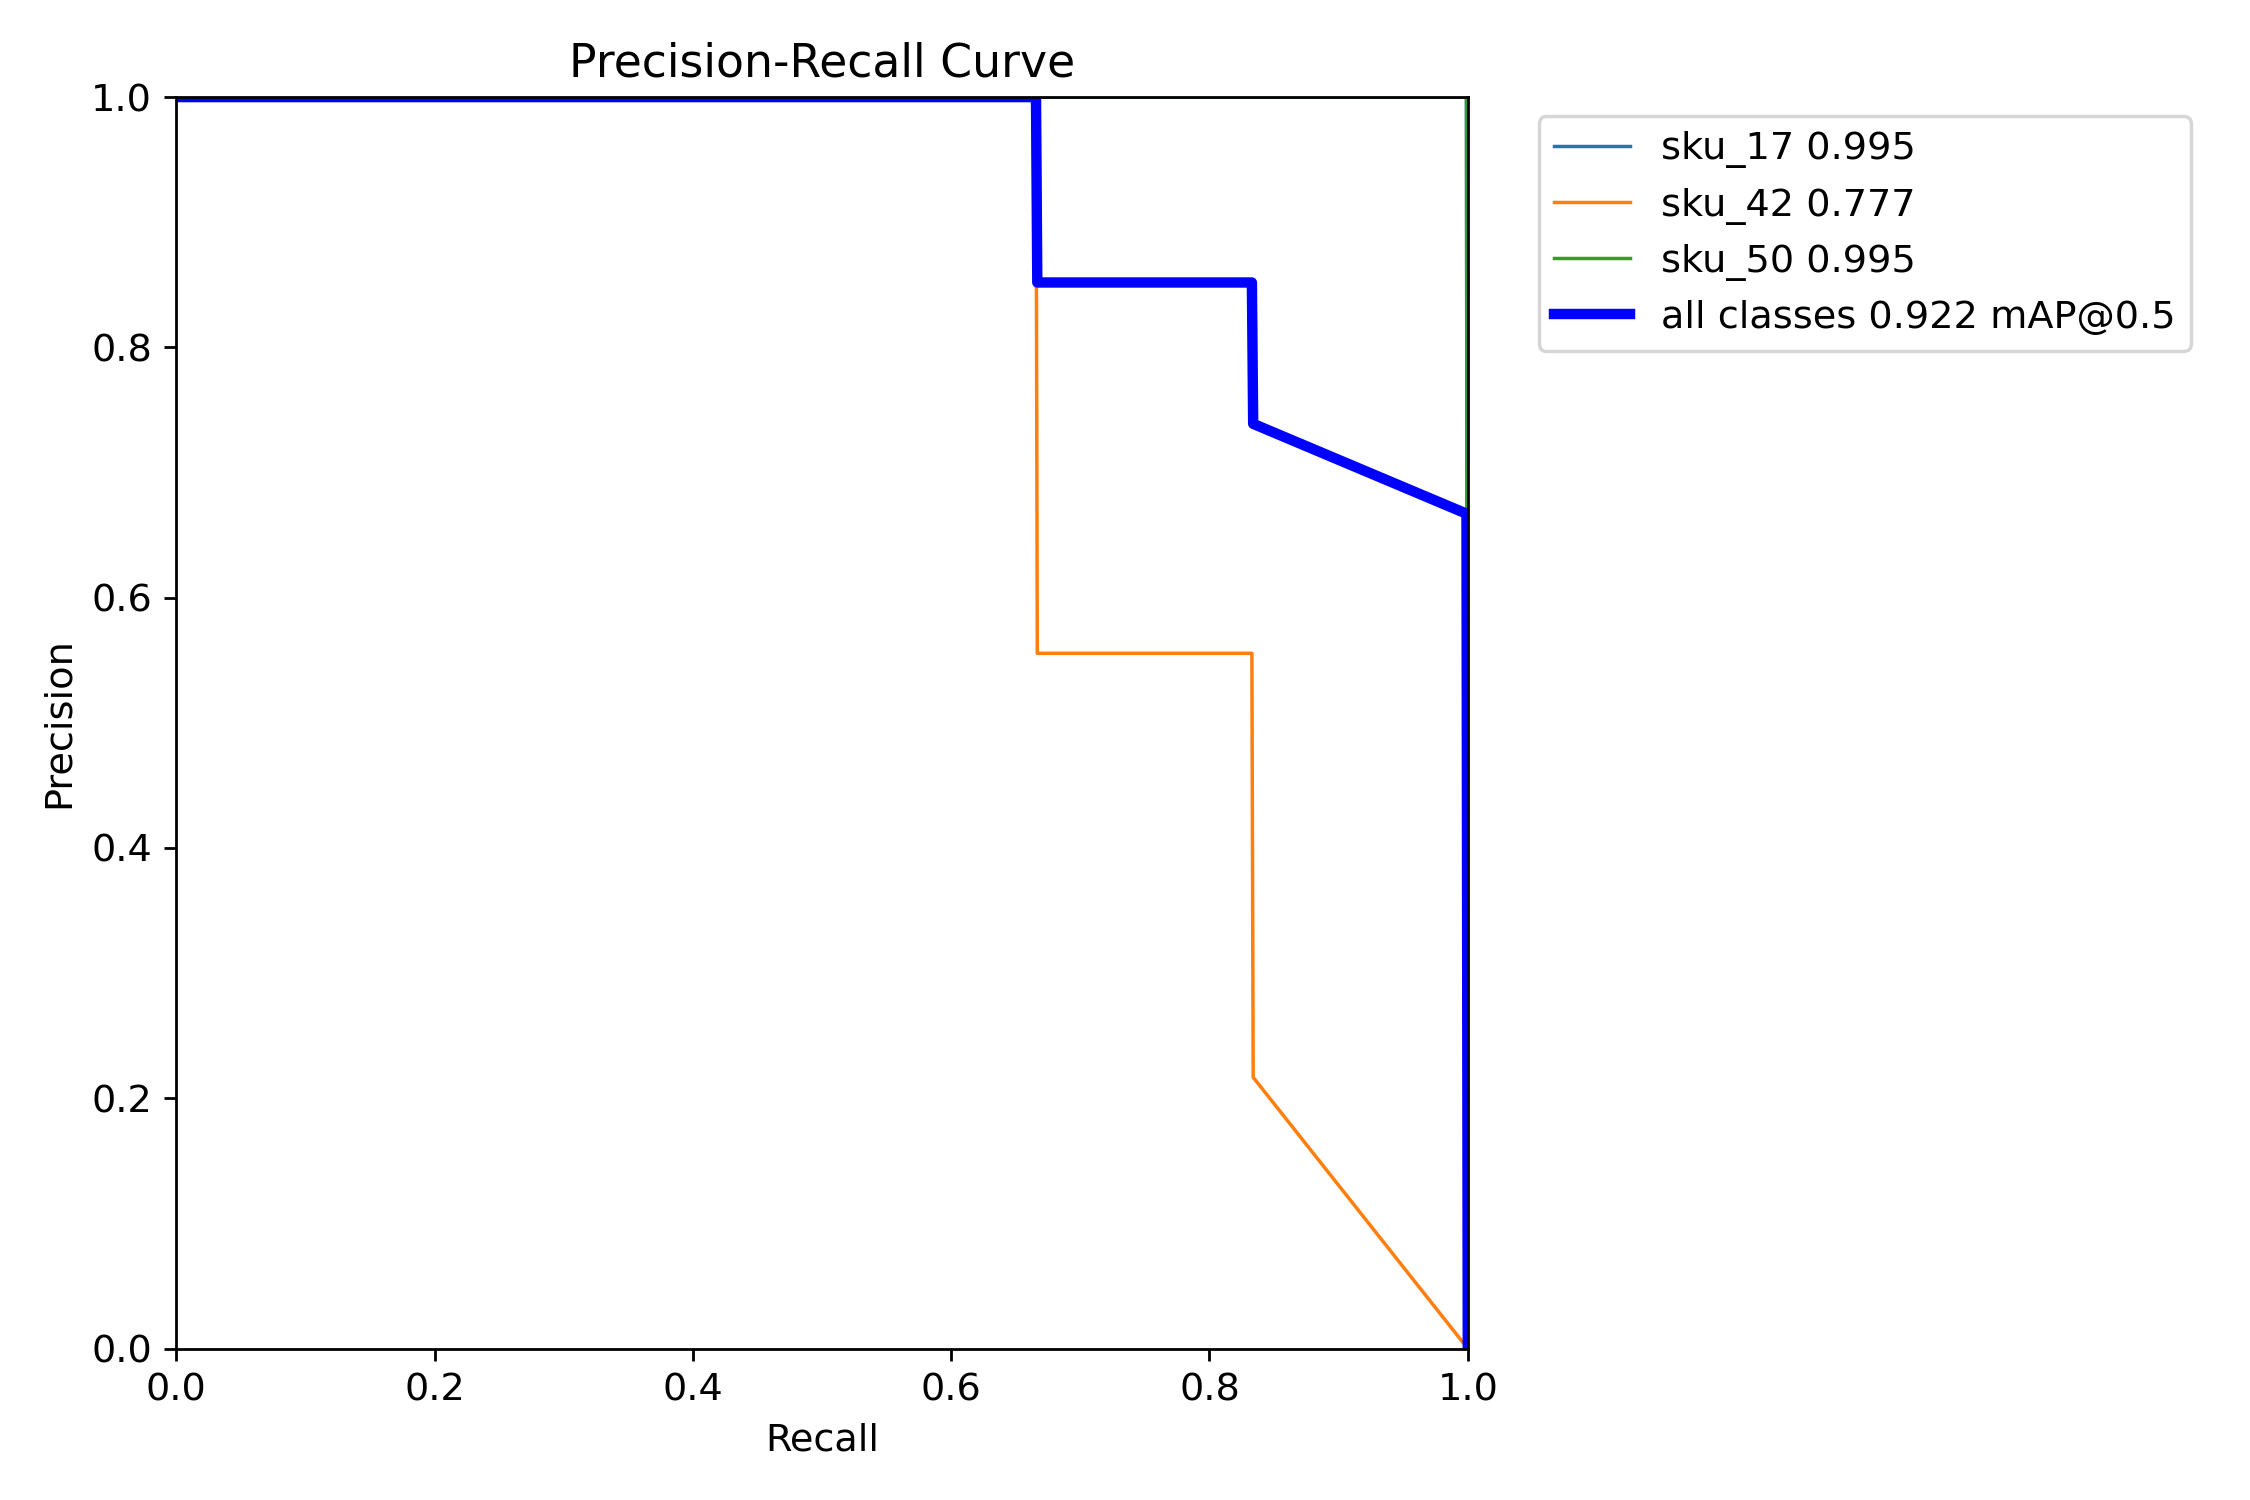 Precision-Recall Curve
1.0
0.8
0.6
0.4
0.2
0.0
Precision
0.0 0.2 0.4 0.6 0.8 1.0
Recall
sku_17 0.995
sku_42 0.777
sku_50 0.995
all classes 0.922 mAP@0.5